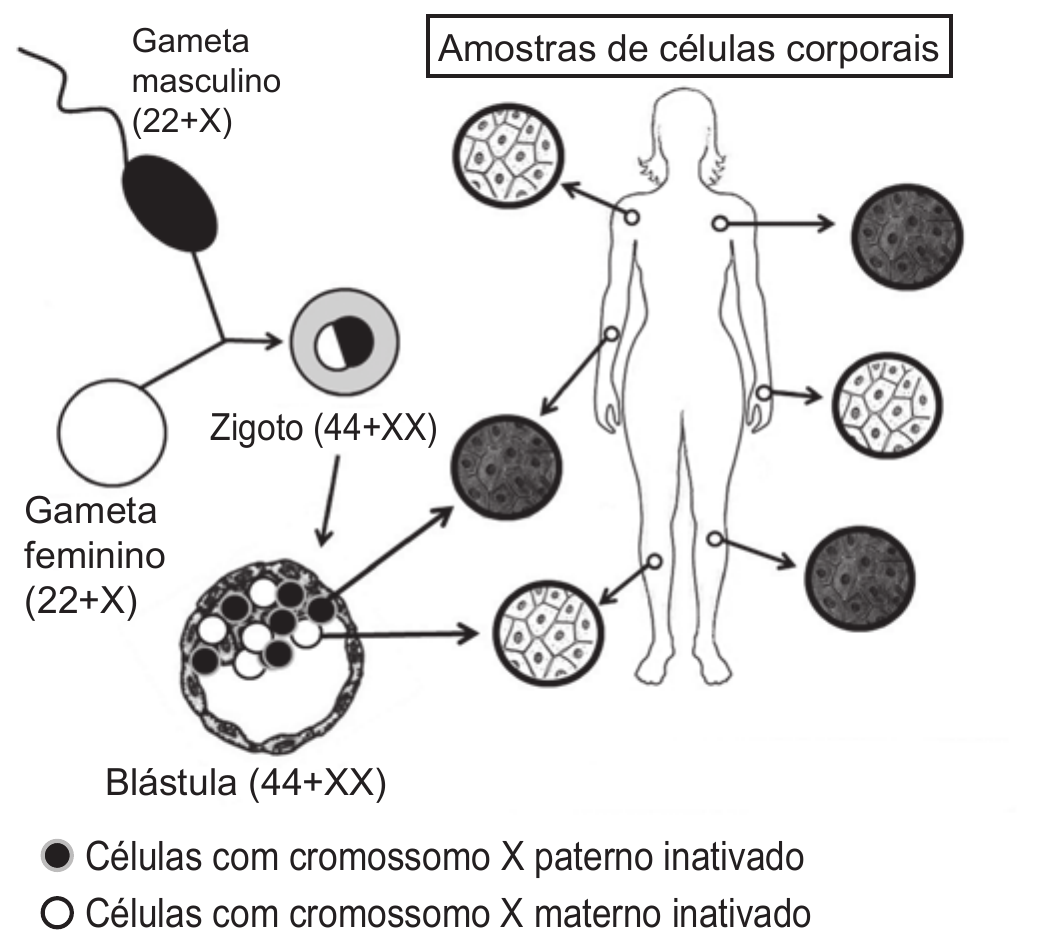 Gameta
masculino
(22+X)
Amostras de células corporais
Zigoto (44+XX)
Gameta
feminino
(22+X)
Blástula (44+XX)
Células com cromossomo X paterno inativado
Células com cromossomo X materno inativado